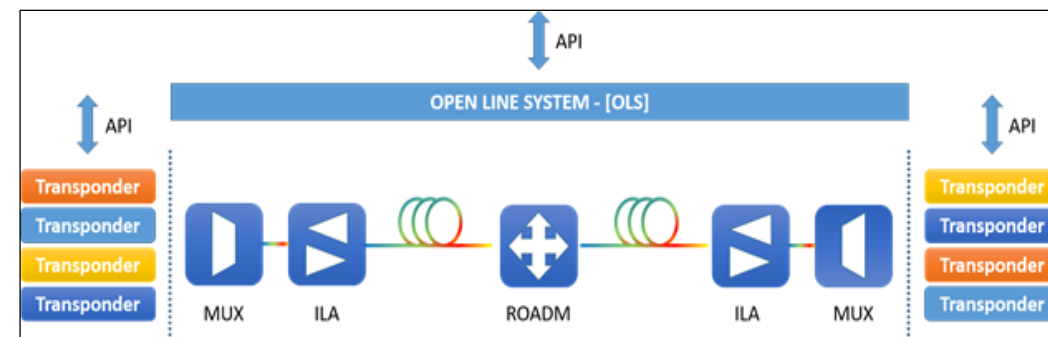 API
OPEN LINE SYSTEM - [OLS]
API
API
Transponder
Transponder
Transponder
Transponder
MUX
ILA
ROADM
ILA
MUX
Transponder
Transponder
Transponder
Transponder